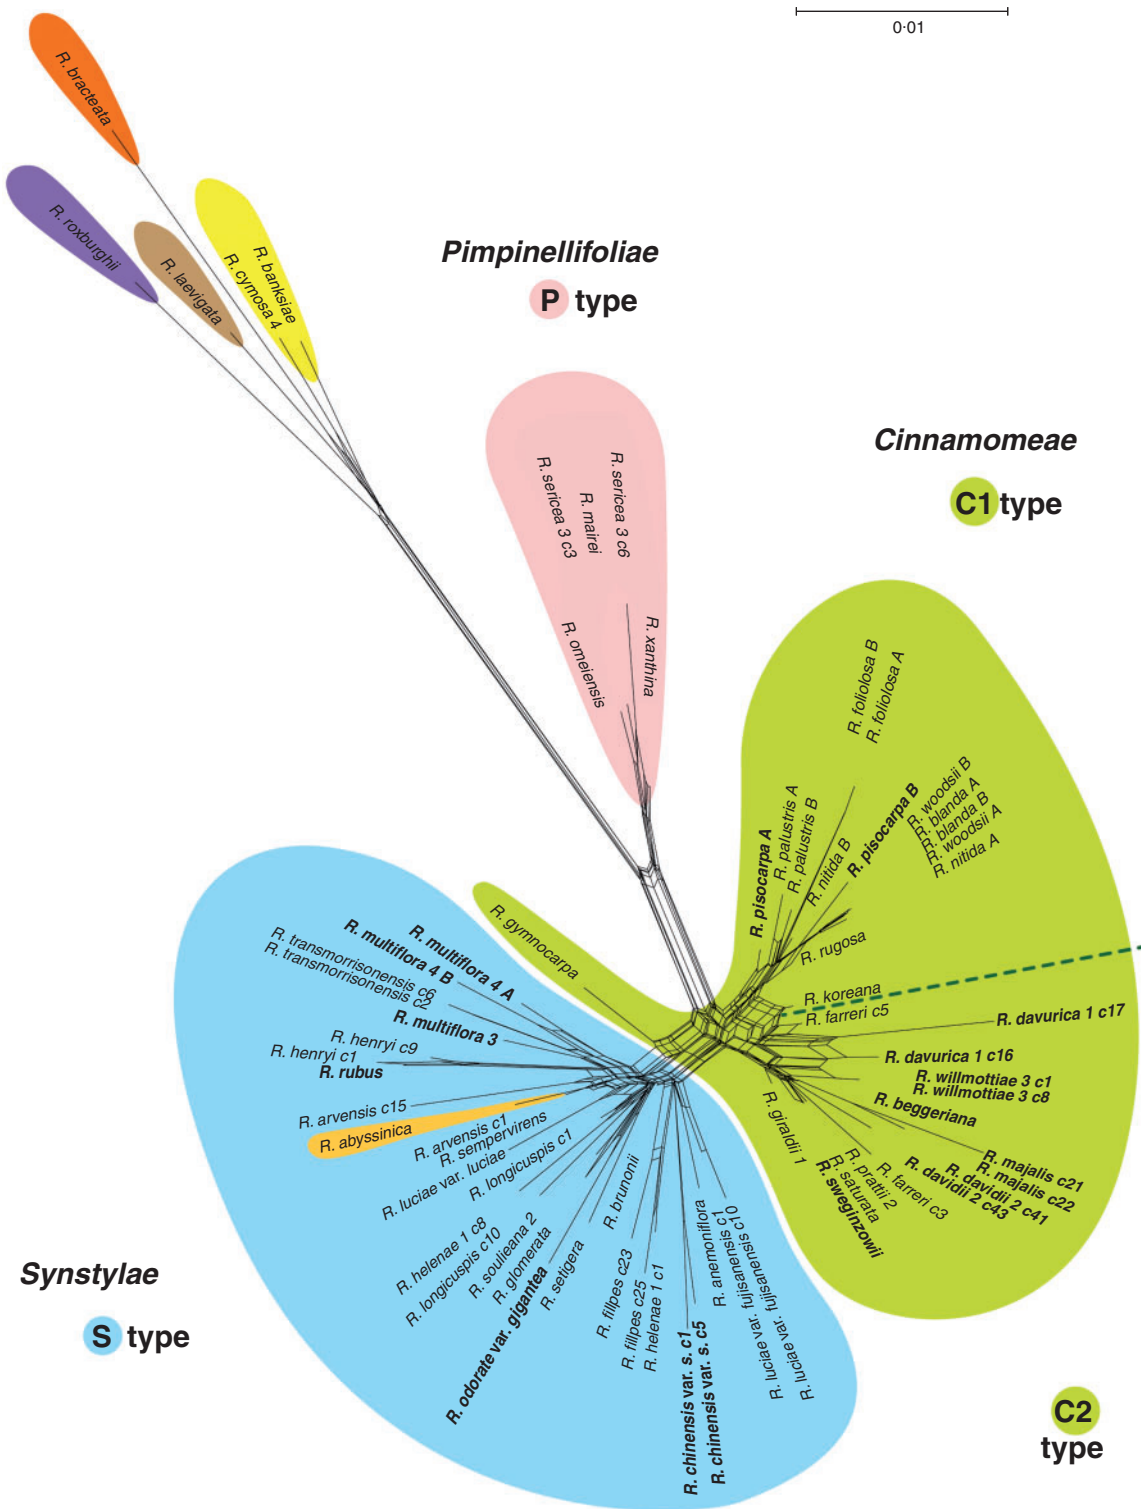 0·01
R. bracteata
R. roxburghii
R. laevigata
R. banksiae
R. cymosa 4
Pimpinellifoliae
P type
R. sericea 3 c3
R. mairei
R. sericea 3 c6
R. omeiensis
R. xanthina
Cinnamomeae
C1 type
R. foliolosa B
R. foliolosa A
R. pisocarpa A
R. palustris A
R. palustris B
R. nitida B
R. pisocarpa B
R. woodsii B
R. blanda A
R. blanda B
R. woodsii A
R. nitida A
R. rugosa
R. koreana
R. farreri c5
R. davurica 1 c17
R. davurica 1 c16
R. willmottiae 3 c1
R. willmottiae 3 c8
R. beggeriana
R. majalis c21
R. majalis c22
R. davidii 2 c41
R. davidii 2 c43
R. farreri c3
R. prattii 2
R. saturata
R. sweginzowii
R. giraldii 1
C2
type
R. gymnocarpa
R. multiflora 4 A
R. multiflora 4 B
R. transmorrisonensis c6
R. transmorrisonensis c2
R. multiflora 3
R. henryi c9
R. henryi c1
R. rubus
R. arvensis c15
R. abyssinica
R. arvensis c1
R. sempervirens
R. luciae var. luciae
R. longicuspis c1
R. helenae 1 c8
R. longicuspis c10
R. soulieana 2
R. glomerata
R. odorate var. gigantea
R. setigera
R. brunonii
R. fillpes c23
R. fillpes c25
R. helenae 1 c1
R. chinensis var. s. c1
R. chinensis var. s. c5
R. anemoniflora
R. luciae var. fujisanensis c1
R. luciae var. fujisanensis c10
Synstylae
S type